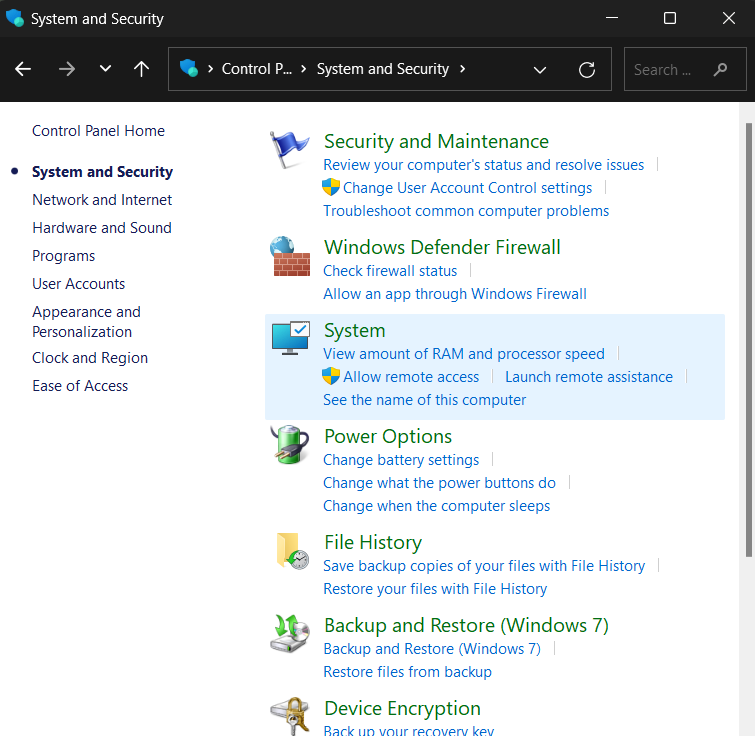 System and Security
Control P... System and Security
Search ...
Control Panel Home
System and Security
Network and Internet
Hardware and Sound
Programs
User Accounts
Appearance and
Personalization
Clock and Region
Ease of Access
Security and Maintenance
Review your computer's status and resolve issues
Change User Account Control settings
Troubleshoot common computer problems
Windows Defender Firewall
Check firewall status
Allow an app through Windows Firewall
System
View amount of RAM and processor speed
Allow remote access Launch remote assistance
See the name of this computer
Power Options
Change battery settings
Change what the power buttons do
Change when the computer sleeps
File History
Save backup copies of your files with File History
Restore your files with File History
Backup and Restore (Windows 7)
Backup and Restore (Windows 7)
Restore files from backup
Device Encryption
Back up your recovery key